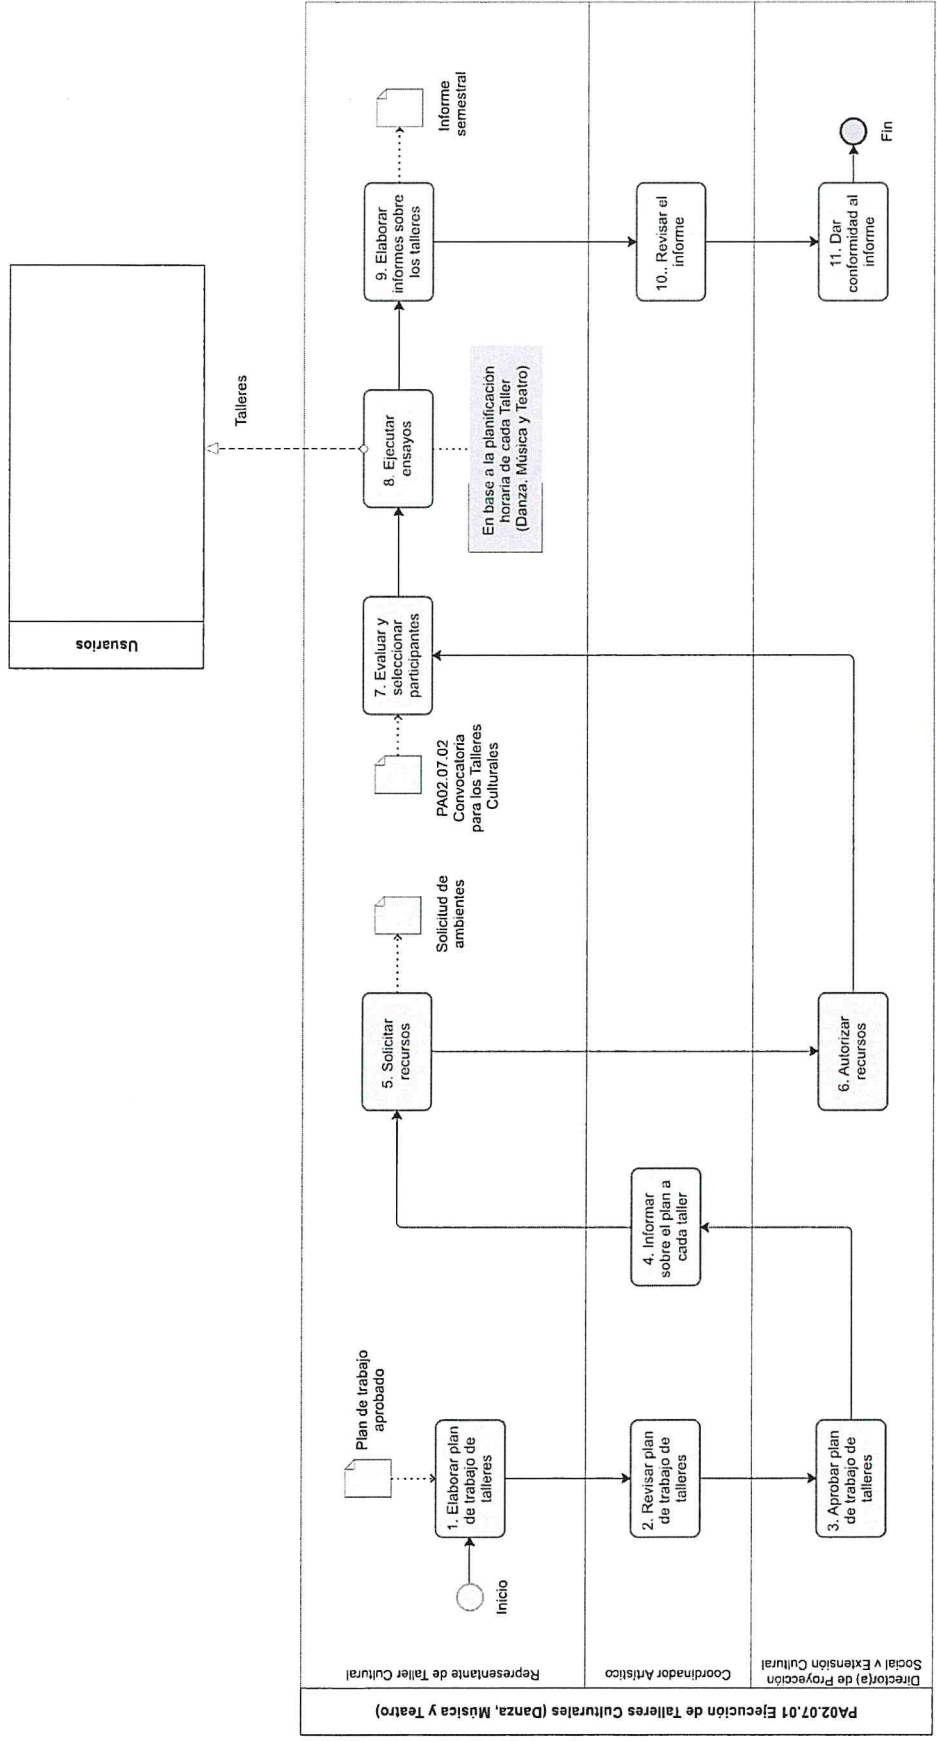 PA02.07.01 Ejecución de Talleres Culturales (Danza, Música y Teatro)
Usuarios
Talleres
Representante de Taller Cultural
Inicio
Plan de trabajo
aprobado
1. Elaborar plan
de trabajo de
talleres
5. Solicitar
recursos
Solicitud de
ambientes
PA02.07.02
Convocatoria
para los Talleres
Culturales
7. Evaluar y
seleccionar
participantes
8. Ejecutar
ensayos
En base a la planificación
horaria de cada Taller
(Danza, Música y Teatro)
9. Elaborar
informes sobre
los talleres
Informe
semestral
Coordinador Artístico
2. Revisar plan
de trabajo de
talleres
4. Informar
sobre el plan a
cada taller
10.. Revisar el
informe
Director(a) de Proyección
Social v Extensión Cultural
3. Aprobar plan
de trabajo de
talleres
6. Autorizar
recursos
11. Dar
conformidad al
informe
Fin